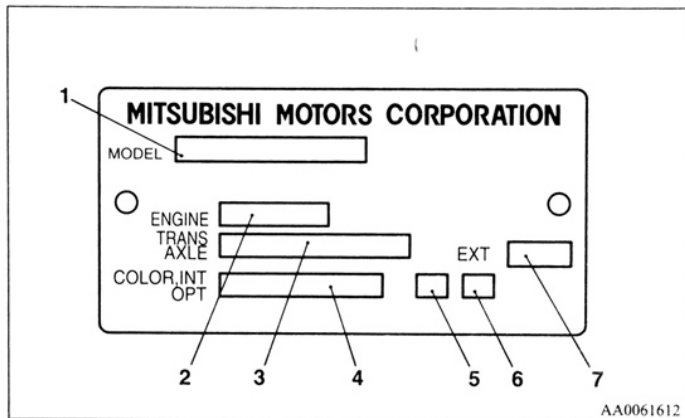 1
MITSUBISHI MOTORS CORPORATION
MODEL
ENGINE
TRANS
AXLE
EXT
COLOR,INT
OPT
2 3 4 5 6 7
AA0061612